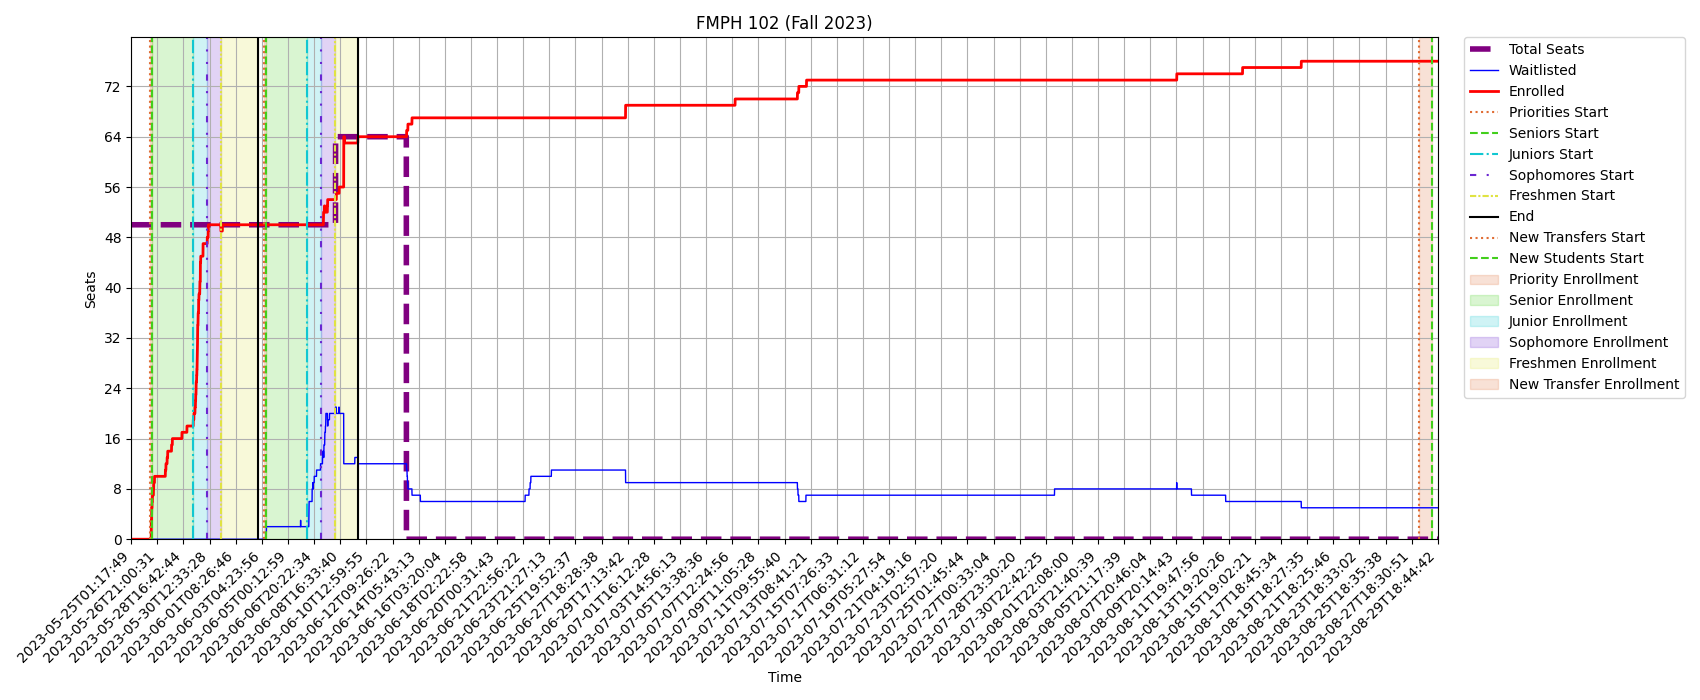 FMPH 102 (Fall 2023)
Total Seats
Waitlisted
Enrolled
Priorities Start
Seniors Start
Juniors Start
Sophomores Start
Freshmen Start
End
New Transfers Start
New Students Start
Priority Enrollment
Senior Enrollment
Junior Enrollment
Sophomore Enrollment
Freshmen Enrollment
New Transfer Enrollment
Seats
72
64
56
48
40
32
24
16
8
0
2023-05-25T01:17:49
2023-05-26T21:00:31
2023-05-28T16:42:44
2023-05-30T12:33:28
2023-06-01T08:26:46
2023-06-03T04:23:56
2023-06-05T00:12:59
2023-06-06T20:22:34
2023-06-08T16:33:40
2023-06-10T12:59:55
2023-06-12T09:26:22
2023-06-14T05:43:13
2023-06-16T03:20:04
2023-06-18T02:22:58
2023-06-20T00:31:43
2023-06-21T22:56:22
2023-06-23T21:27:13
2023-06-25T19:52:37
2023-06-27T18:28:38
2023-06-29T17:13:42
2023-07-01T16:12:28
2023-07-03T14:56:13
2023-07-05T13:38:36
2023-07-07T12:24:56
2023-07-09T11:05:28
2023-07-11T09:55:40
2023-07-13T08:41:21
2023-07-15T07:26:33
2023-07-17T06:31:12
2023-07-19T05:27:54
2023-07-21T04:19:16
2023-07-23T02:57:20
2023-07-25T01:45:44
2023-07-27T00:33:04
2023-07-28T23:30:20
2023-07-30T22:42:25
2023-08-01T22:08:00
2023-08-03T21:40:39
2023-08-05T21:17:39
2023-08-07T20:46:04
2023-08-09T20:14:43
2023-08-11T19:47:56
2023-08-13T19:20:26
2023-08-15T19:02:21
2023-08-17T18:45:34
2023-08-19T18:27:35
2023-08-21T18:25:46
2023-08-23T18:33:02
2023-08-25T18:35:38
2023-08-27T18:30:51
2023-08-29T18:44:42
Time